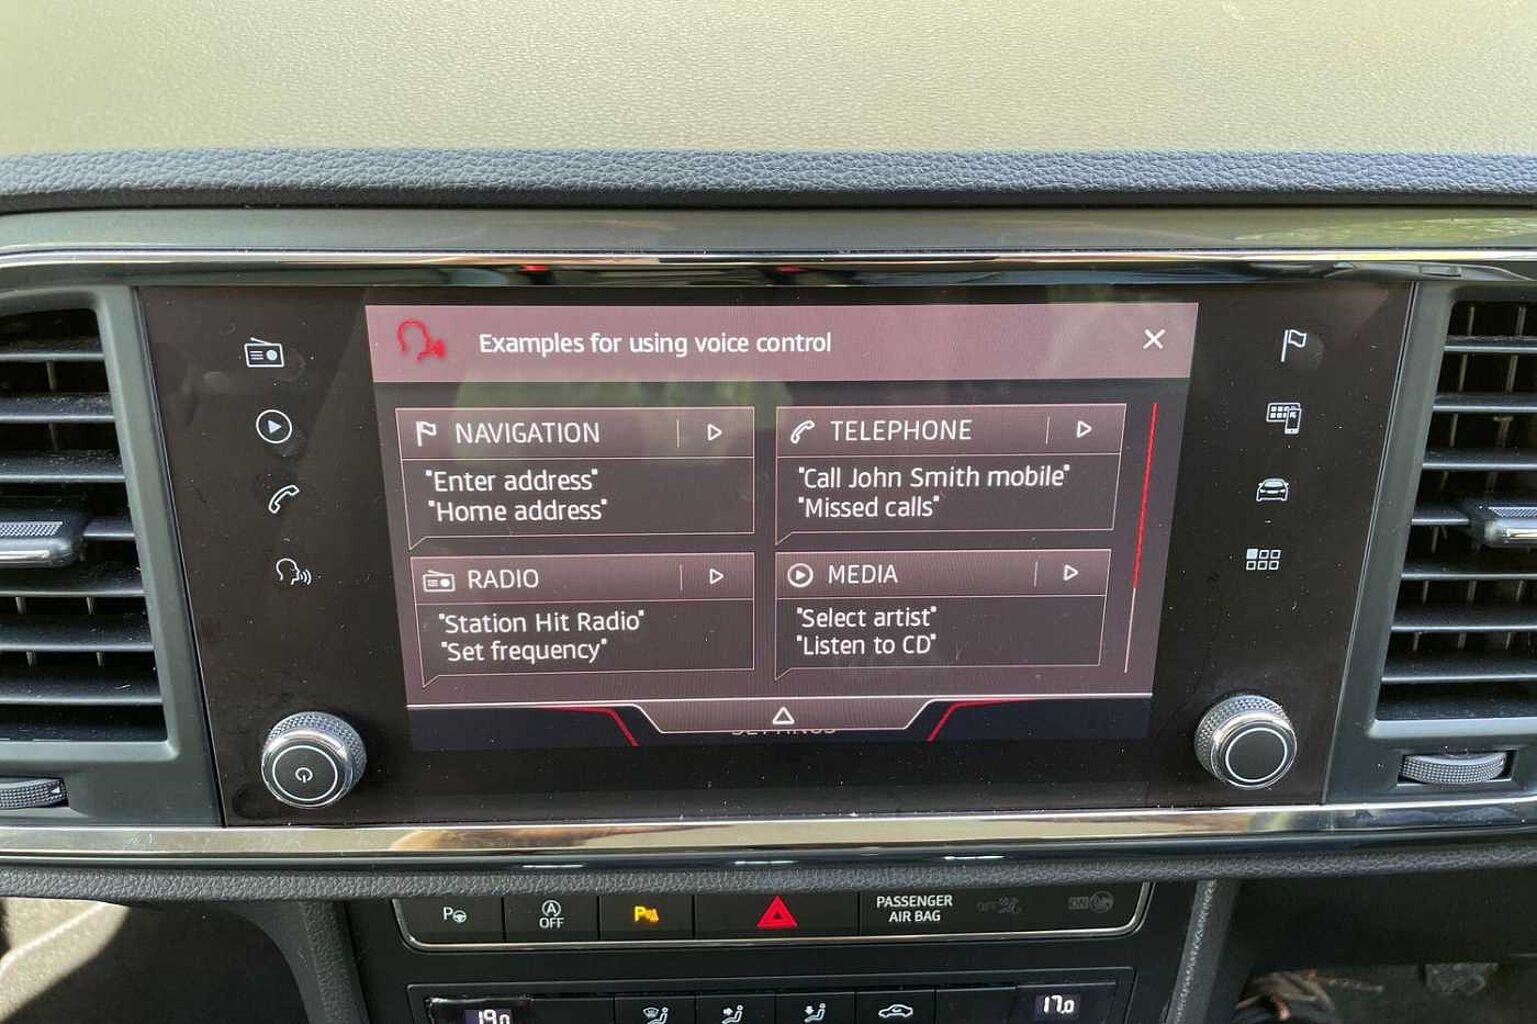 Examples for using voice control
NAVIGATION
"Enter address"
"Home address"
TELEPHONE
"Call John Smith mobile"
"Missed calls"
RADIO
"Station Hit Radio"
"Set frequency"
MEDIA
"Select artist"
"Listen to CD"
P
A
OFF
P
PASSENGER
AIR BAG
ON
19.0
17.0